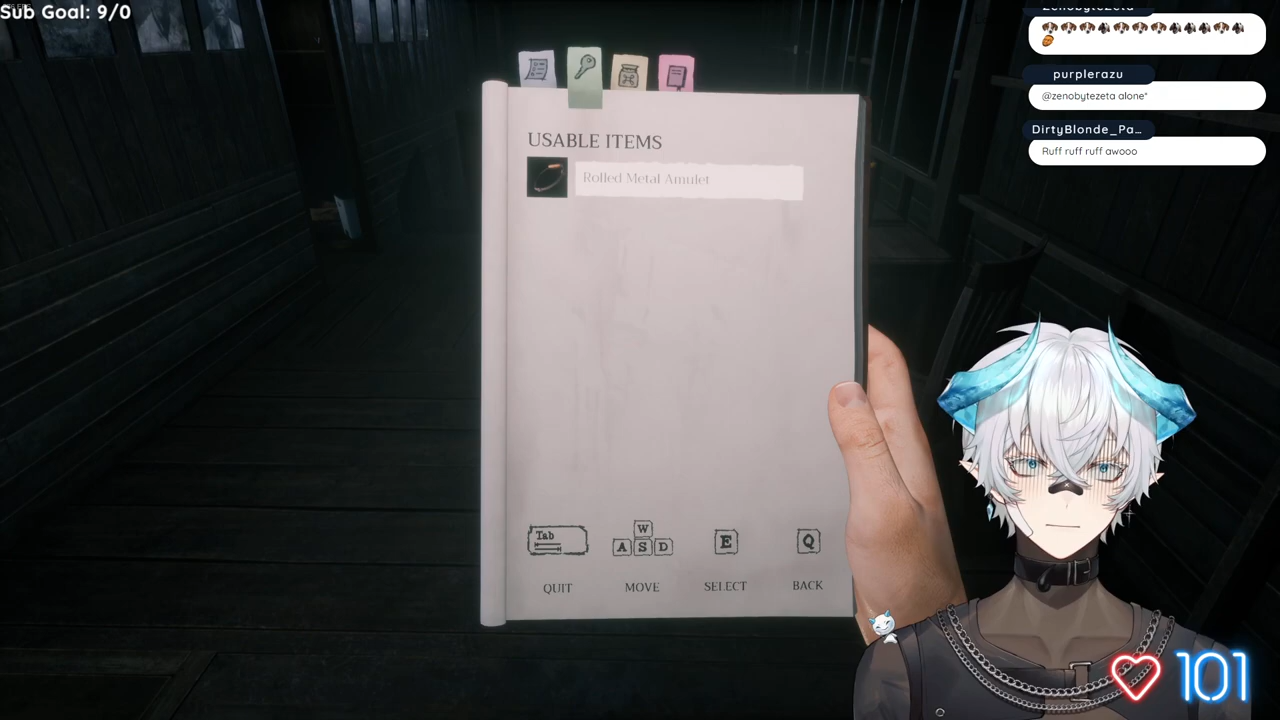 Sub Goal: 9/0
USABLE ITEMS
Rolled Metal Amulet
Tab
W
A S D
E
Q
QUIT
MOVE
SELECT
BACK
zenobytezeta
purplerazu
@zenobytezeta alone*
DirtyBlonde_Pa…
Ruff ruff ruff awooo
101